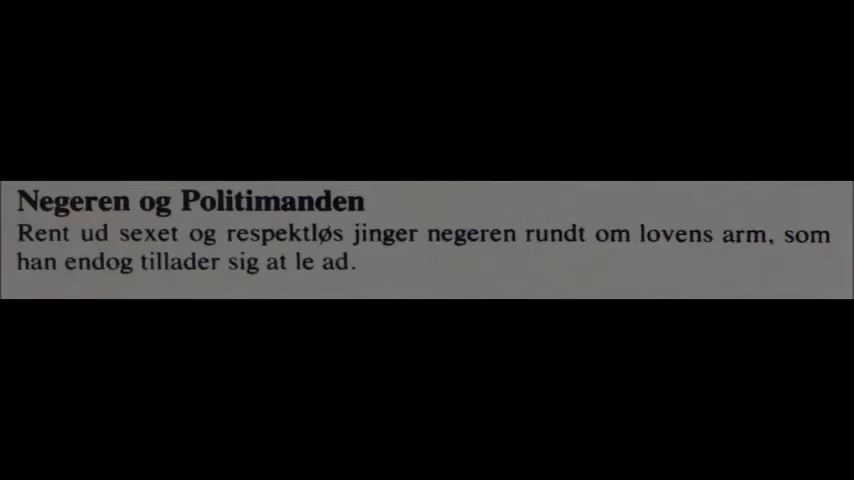 Negeren og Politimanden
Rent ud sexet og respektløs jinger negeren rundt om lovens arm, som
han endog tillader sig at le ad.